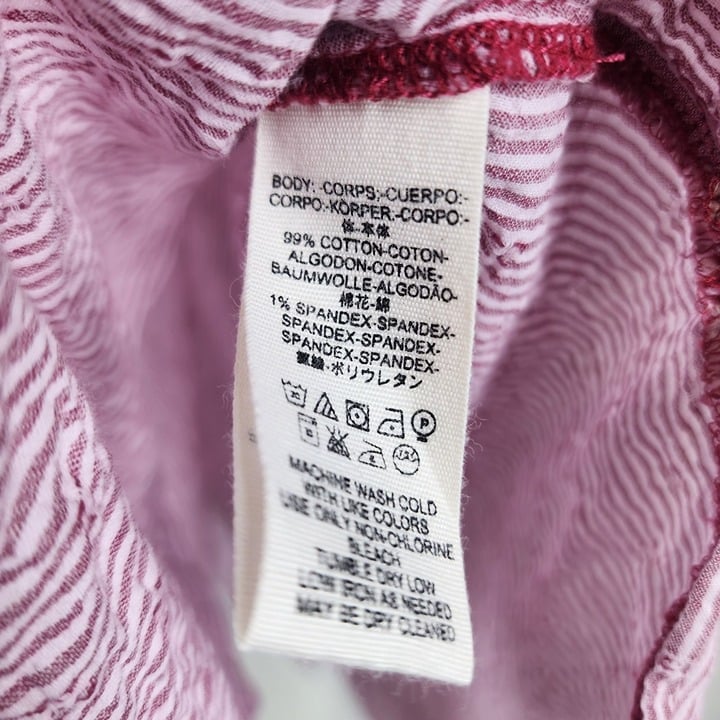 BODY:-CORPS:-CUERPO:-
CORPO:-KÖRPER:-CORPO:-
体-本体
99% COTTON-COTON-
ALGODON-COTONE-
BAUMWOLLE-ALGODÃO-
棉花-綿
1% SPANDEX-SPANDEX-
SPANDEX-SPANDEX-
SPANDEX-SPANDEX-
ポリウレタン
P
MACHINE WASH COLD
WITH LIKE COLORS
USE ONLY NON-CHLORINE
BLEACH
TUMBLE DRY LOW
LOW IRON AS NEEDED
MAY BE DRY CLEANED